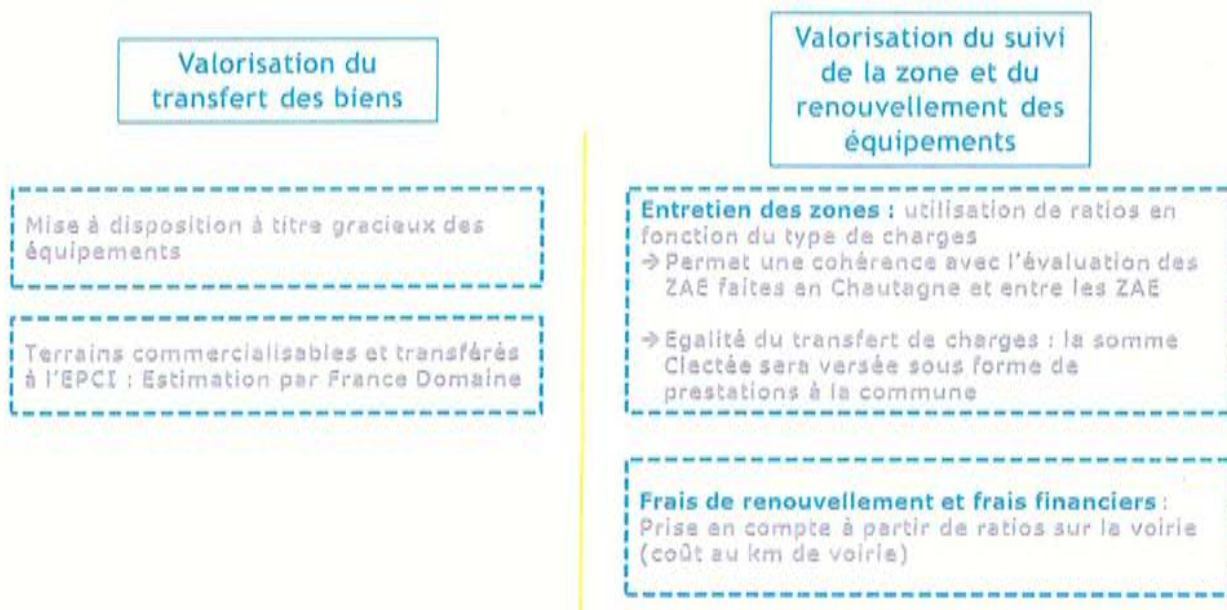 Valorisation du
transfert des biens
Mise à disposition à titre gracieux des
équipements
Terrains commercialisables et transférés
à l'EPCI : Estimation par France Domaine
Valorisation du suivi
de la zone et du
renouvellement des
équipements
Entretien des zones : utilisation de ratios en
fonction du type de charges
→ Permet une cohérence avec l'évaluation des
ZAE faites en Chautagne et entre les ZAE
→ Egalité du transfert de charges : la somme
Clectée sera versée sous forme de
prestations à la commune
Frais de renouvellement et frais financiers :
Prise en compte à partir de ratios sur la voirie
(coût au km de voirie)